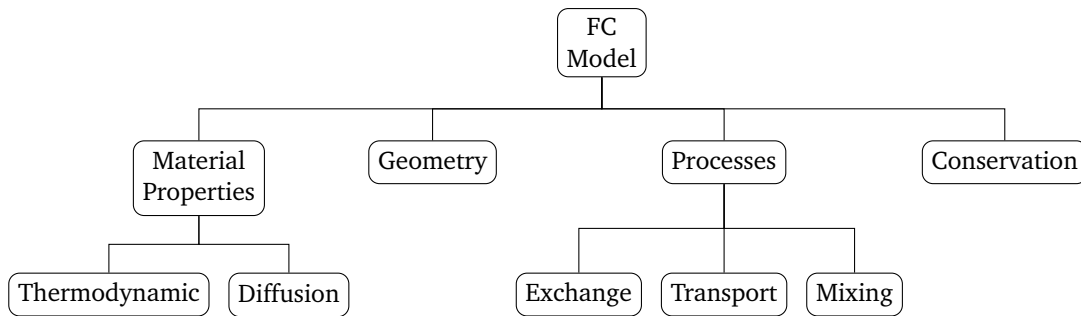 FC
Model
Material
Properties
Geometry
Processes
Conservation
Thermodynamic
Diffusion
Exchange
Transport
Mixing